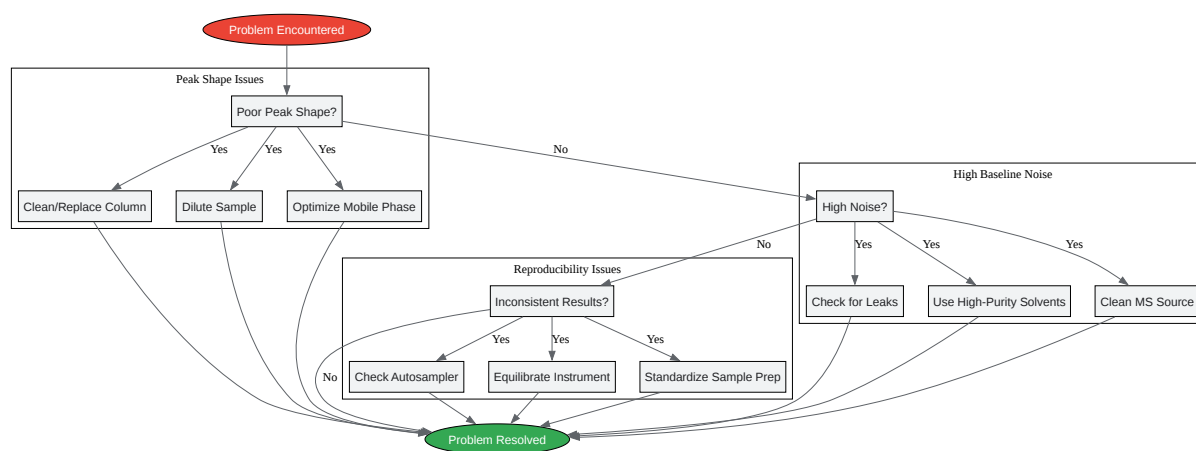 Problem Encountered
Peak Shape Issues
Poor Peak Shape?
Yes
Yes
Yes
No
High Baseline Noise
Clean/Replace Column
Dilute Sample
Optimize Mobile Phase
High Noise?
No
Yes
Yes
Yes
Reproducibility Issues
Inconsistent Results?
Check for Leaks
Use High-Purity Solvents
Clean MS Source
Yes
Yes
Yes
No
Check Autosampler
Equilibrate Instrument
Standardize Sample Prep
Problem Resolved